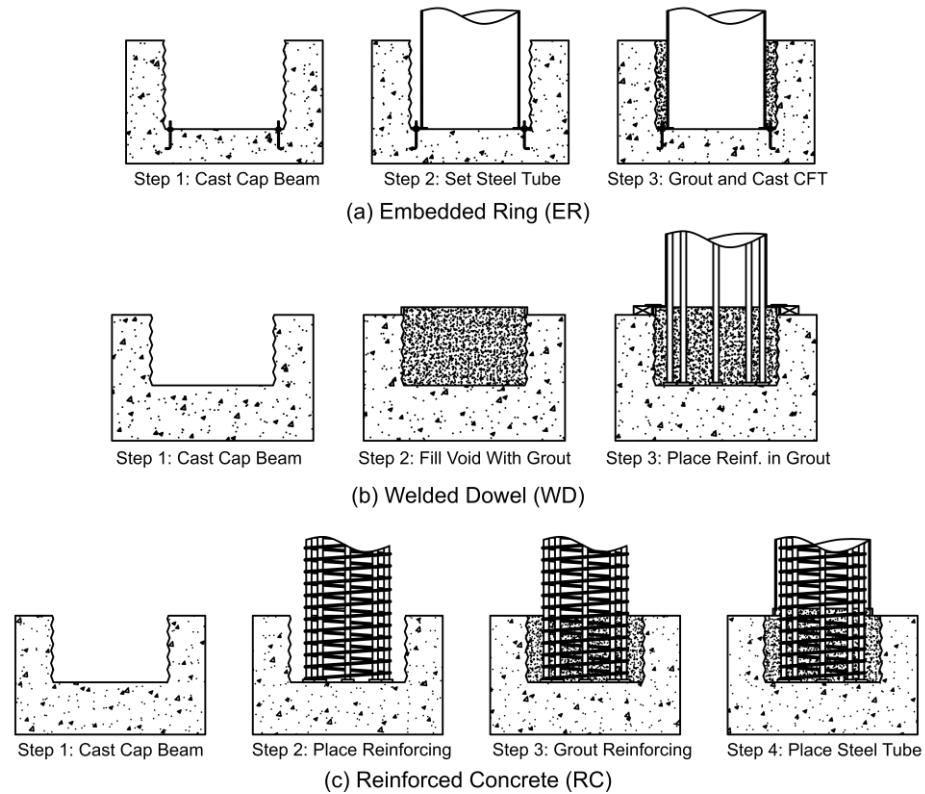 Step 1: Cast Cap Beam Step 2: Set Steel Tube Step 3: Grout and Cast CFT
(a) Embedded Ring (ER)
Step 1: Cast Cap Beam Step 2: Fill Void With Grout Step 3: Place Reinf. in Grout
(b) Welded Dowel (WD)
Step 1: Cast Cap Beam Step 2: Place Reinforcing Step 3: Grout Reinforcing Step 4: Place Steel Tube
(c) Reinforced Concrete (RC)